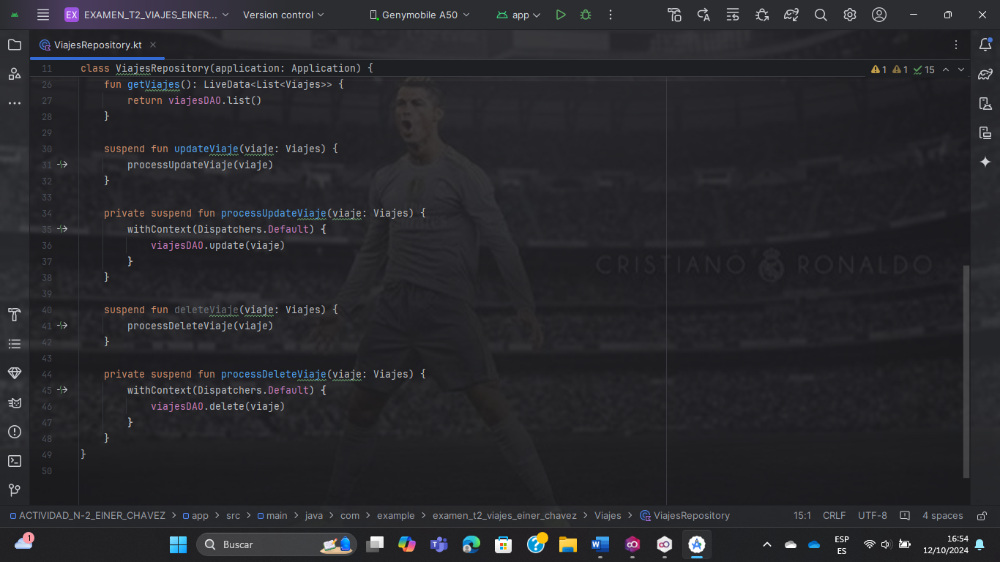 EX EXAMEN_T2_VIAJES_EINER... Version control Genymobile A50 app
ViajesRepository.kt
11 class ViajesRepository(application: Application) {
1 1 15
26 fun getViajes(): LiveData<List<Viajes>> {
27 return viajesDAO.list()
28 }
29
30 suspend fun updateViaje(viaje: Viajes) {
31 processUpdateViaje(viaje)
32 }
33
34 private suspend fun processUpdateViaje(viaje: Viajes) {
35 withContext(Dispatchers.Default) {
36 viajesDAO.update(viaje)
37 }
38 }
39
40 suspend fun deleteViaje(viaje: Viajes) {
41 processDeleteViaje(viaje)
42 }
43
44 private suspend fun processDeleteViaje(viaje: Viajes) {
45 withContext(Dispatchers.Default) {
46 viajesDAO.delete(viaje)
47 }
48 }
49 }
50
CRISTIANO RONALDO
ACTIVIDAD_N-2_EINER_CHAVEZ > app > src > main > java > com > example > examen_t2_viajes_einer_chavez > Viajes > ViajesRepository 15:1 CRLF UTF-8 4 spaces
1 Buscar ESP 16:54
ES 12/10/2024